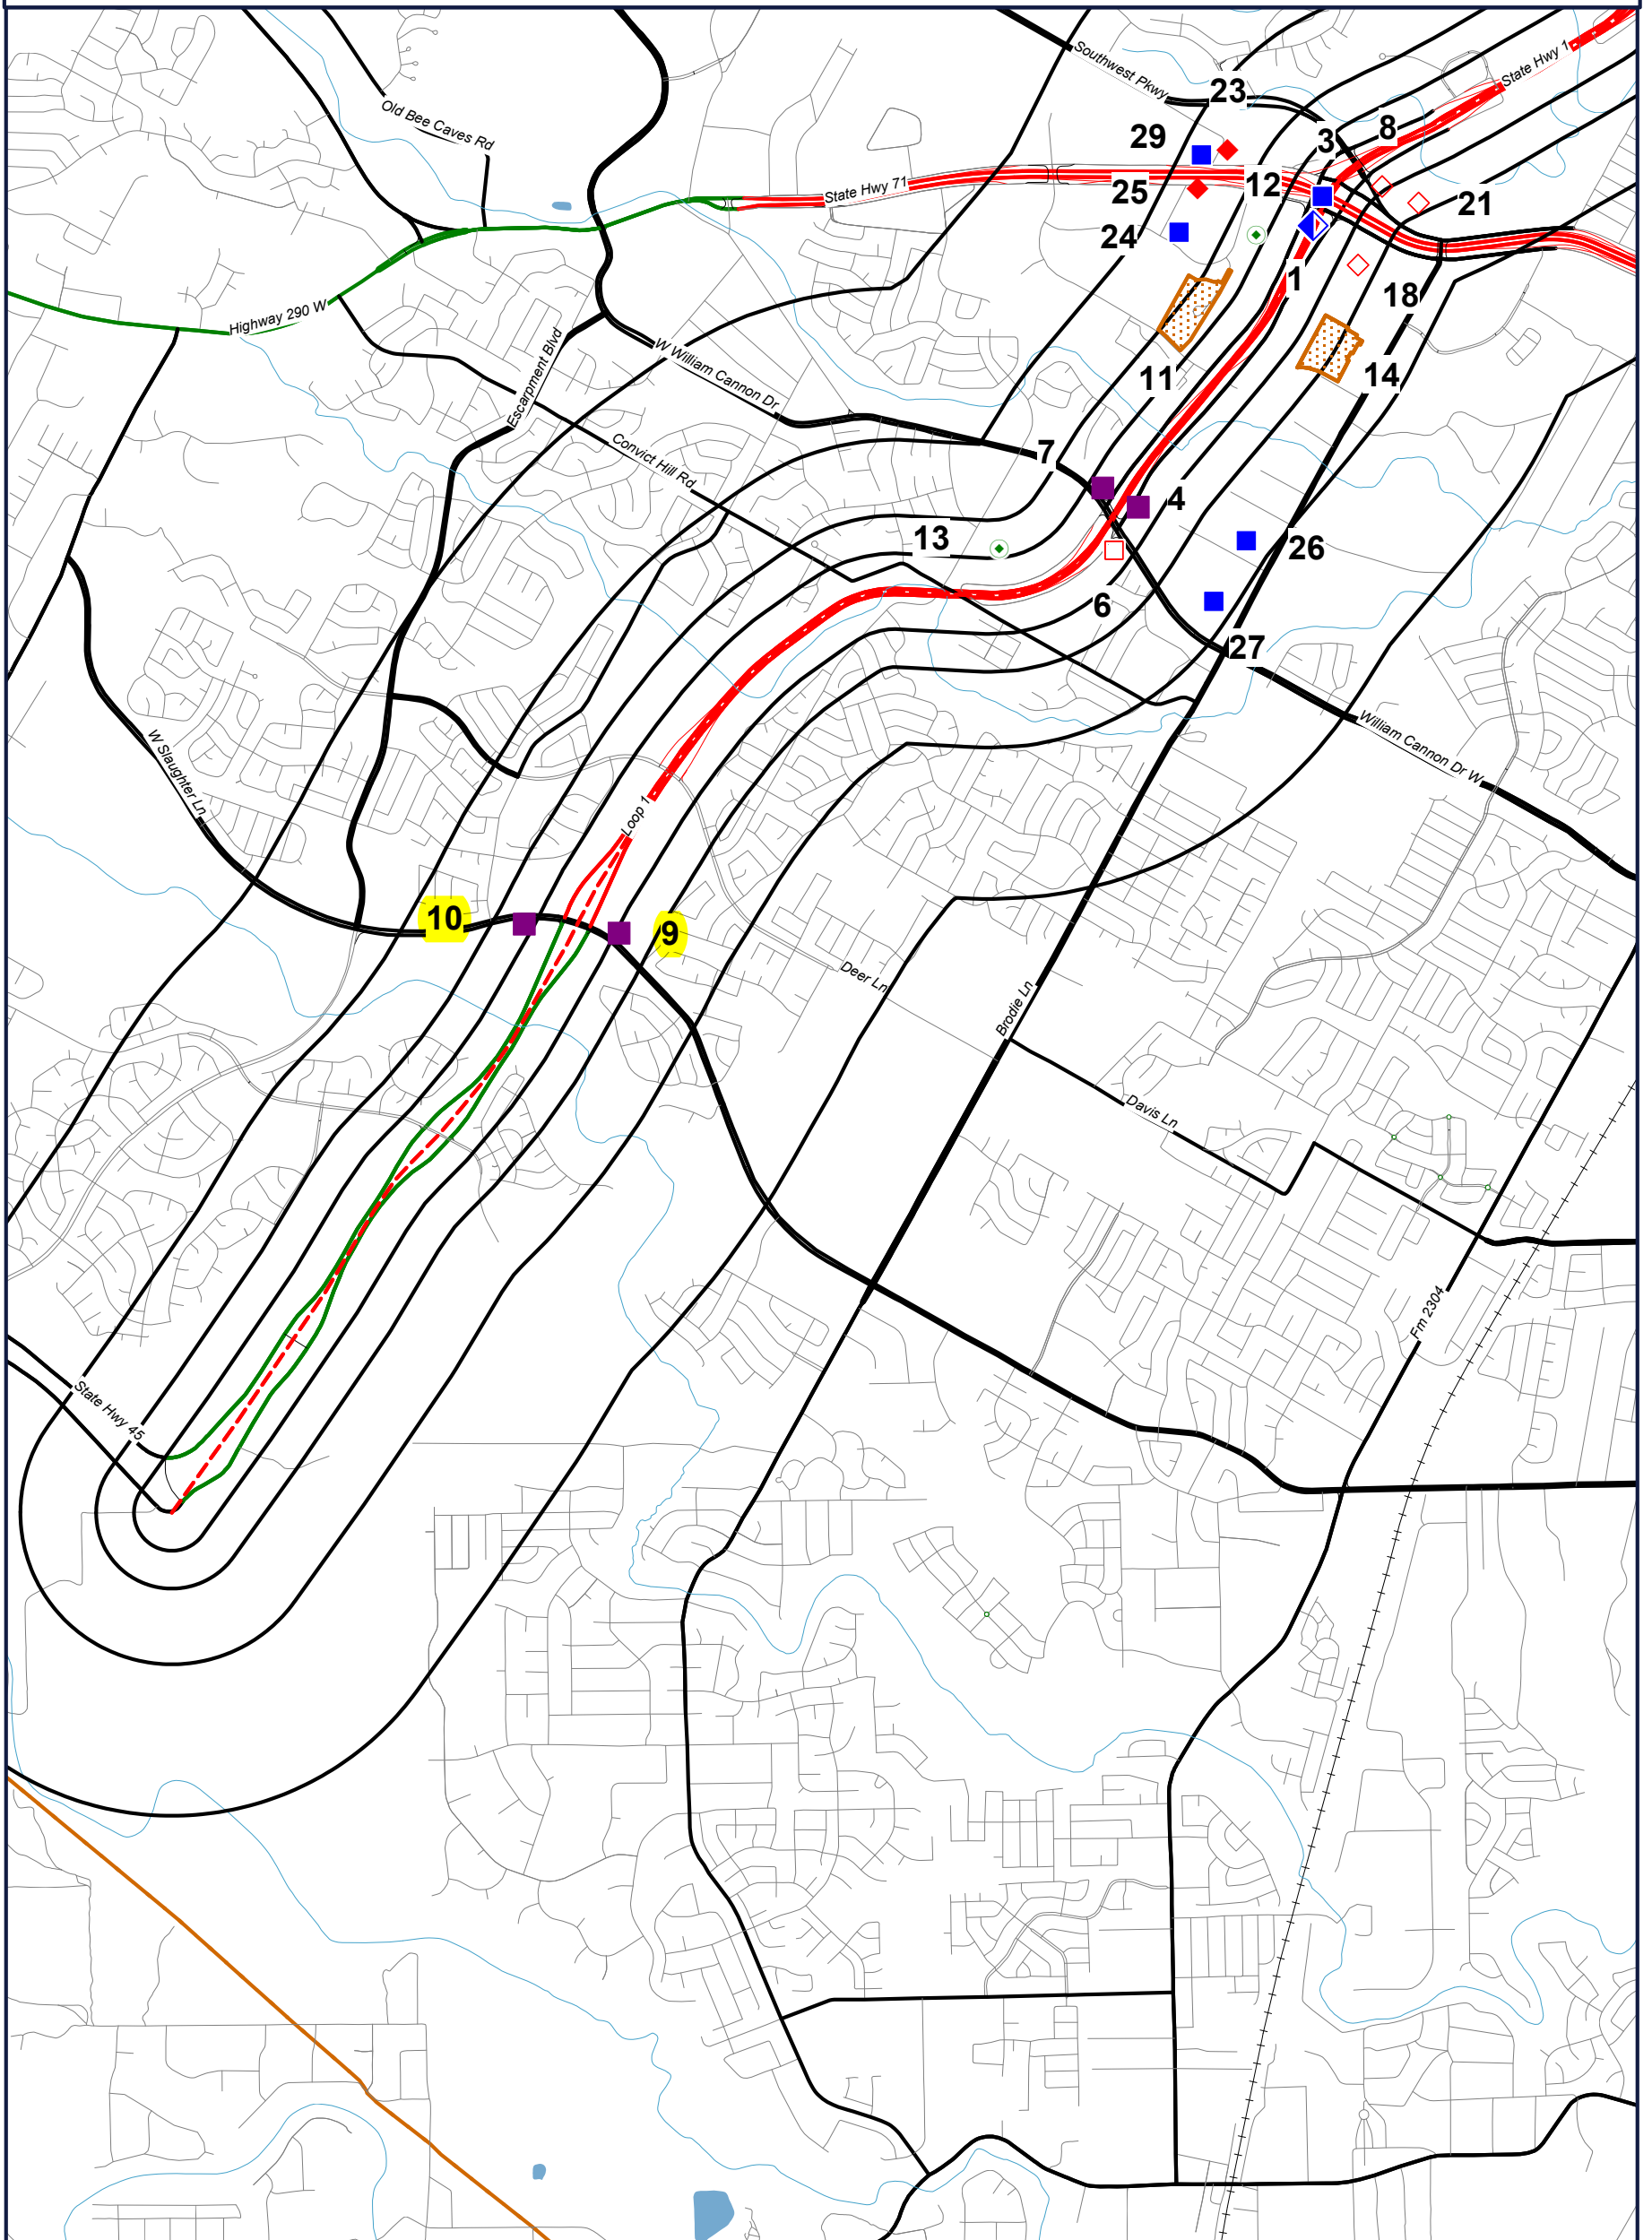 State Hwy 1
Southwest Pkwy
23
Old Bee Caves Rd
29
3
8
State Hwy 71
25
12
21
24
1
18
Highway 290 W
Escarpment Blvd
W William Cannon Dr
11
14
Convict Hill Rd
7
4
13
26
6
27
William Cannon Dr W
W Slaughter Ln
Loop 1
10
9
Deer Ln
Brodie Ln
Davis Ln
Fm 2304
State Hwy 45